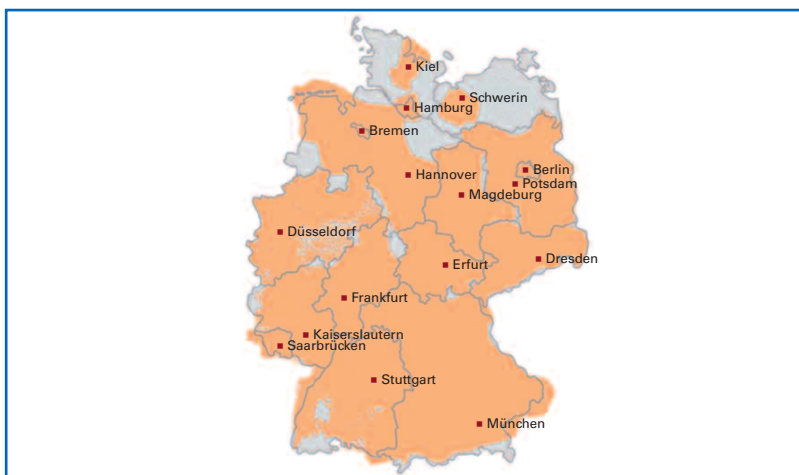 Kiel
Schwerin
Hamburg
Bremen
Berlin
Hannover
Potsdam
Magdeburg
Düsseldorf
Dresden
Erfurt
Frankfurt
Kaiserslautern
Saarbrücken
Stuttgart
München